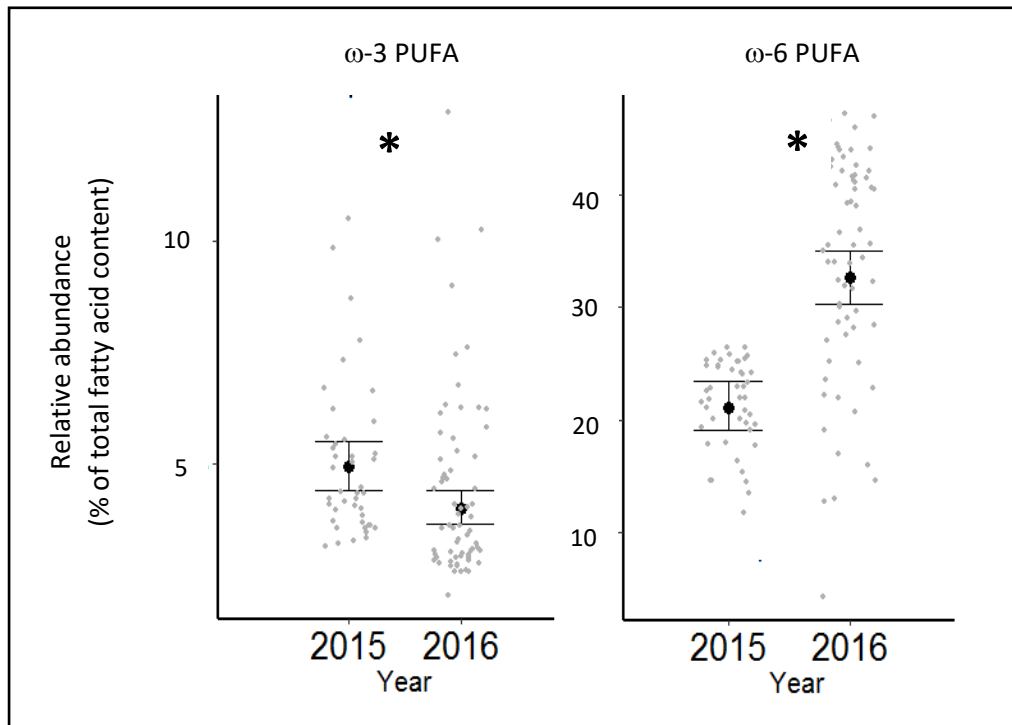 ω-3 PUFA
ω-6 PUFA
Relative abundance
(% of total fatty acid content)
10
5
*
2015 2016
Year
40
30
20
10
*
2015 2016
Year